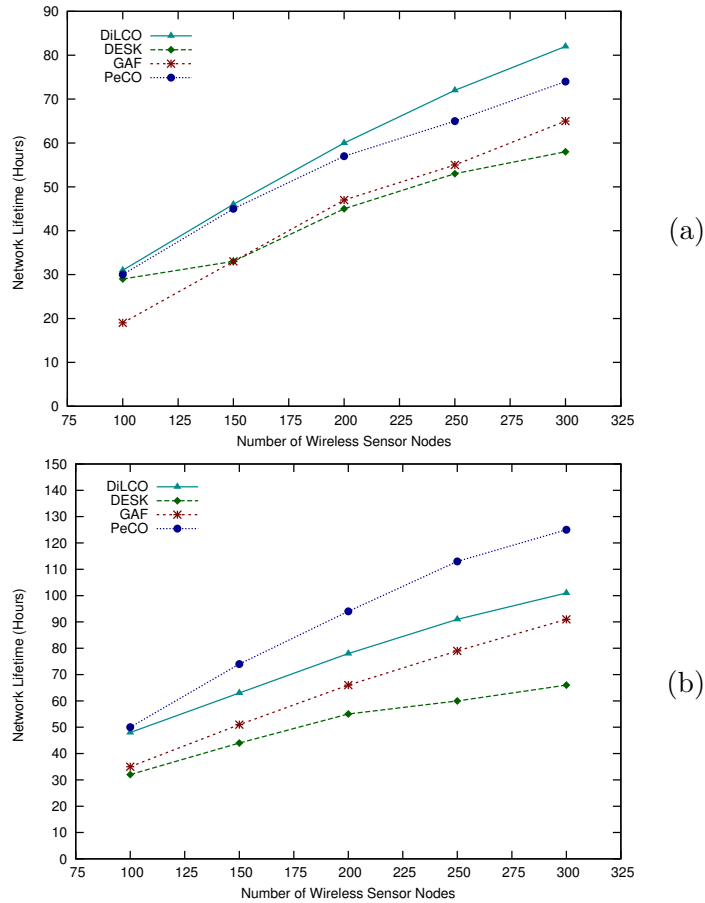 90
80
70
60
50
40
30
20
10
0
Network Lifetime (Hours)
DiLCO
DESK
GAF
PeCO
75 100 125 150 175 200 225 250 275 300 325
Number of Wireless Sensor Nodes
(a)
150
140
130
120
110
100
90
80
70
60
50
40
30
20
10
0
Network Lifetime (Hours)
DiLCO
DESK
GAF
PeCO
75 100 125 150 175 200 225 250 275 300 325
Number of Wireless Sensor Nodes
(b)